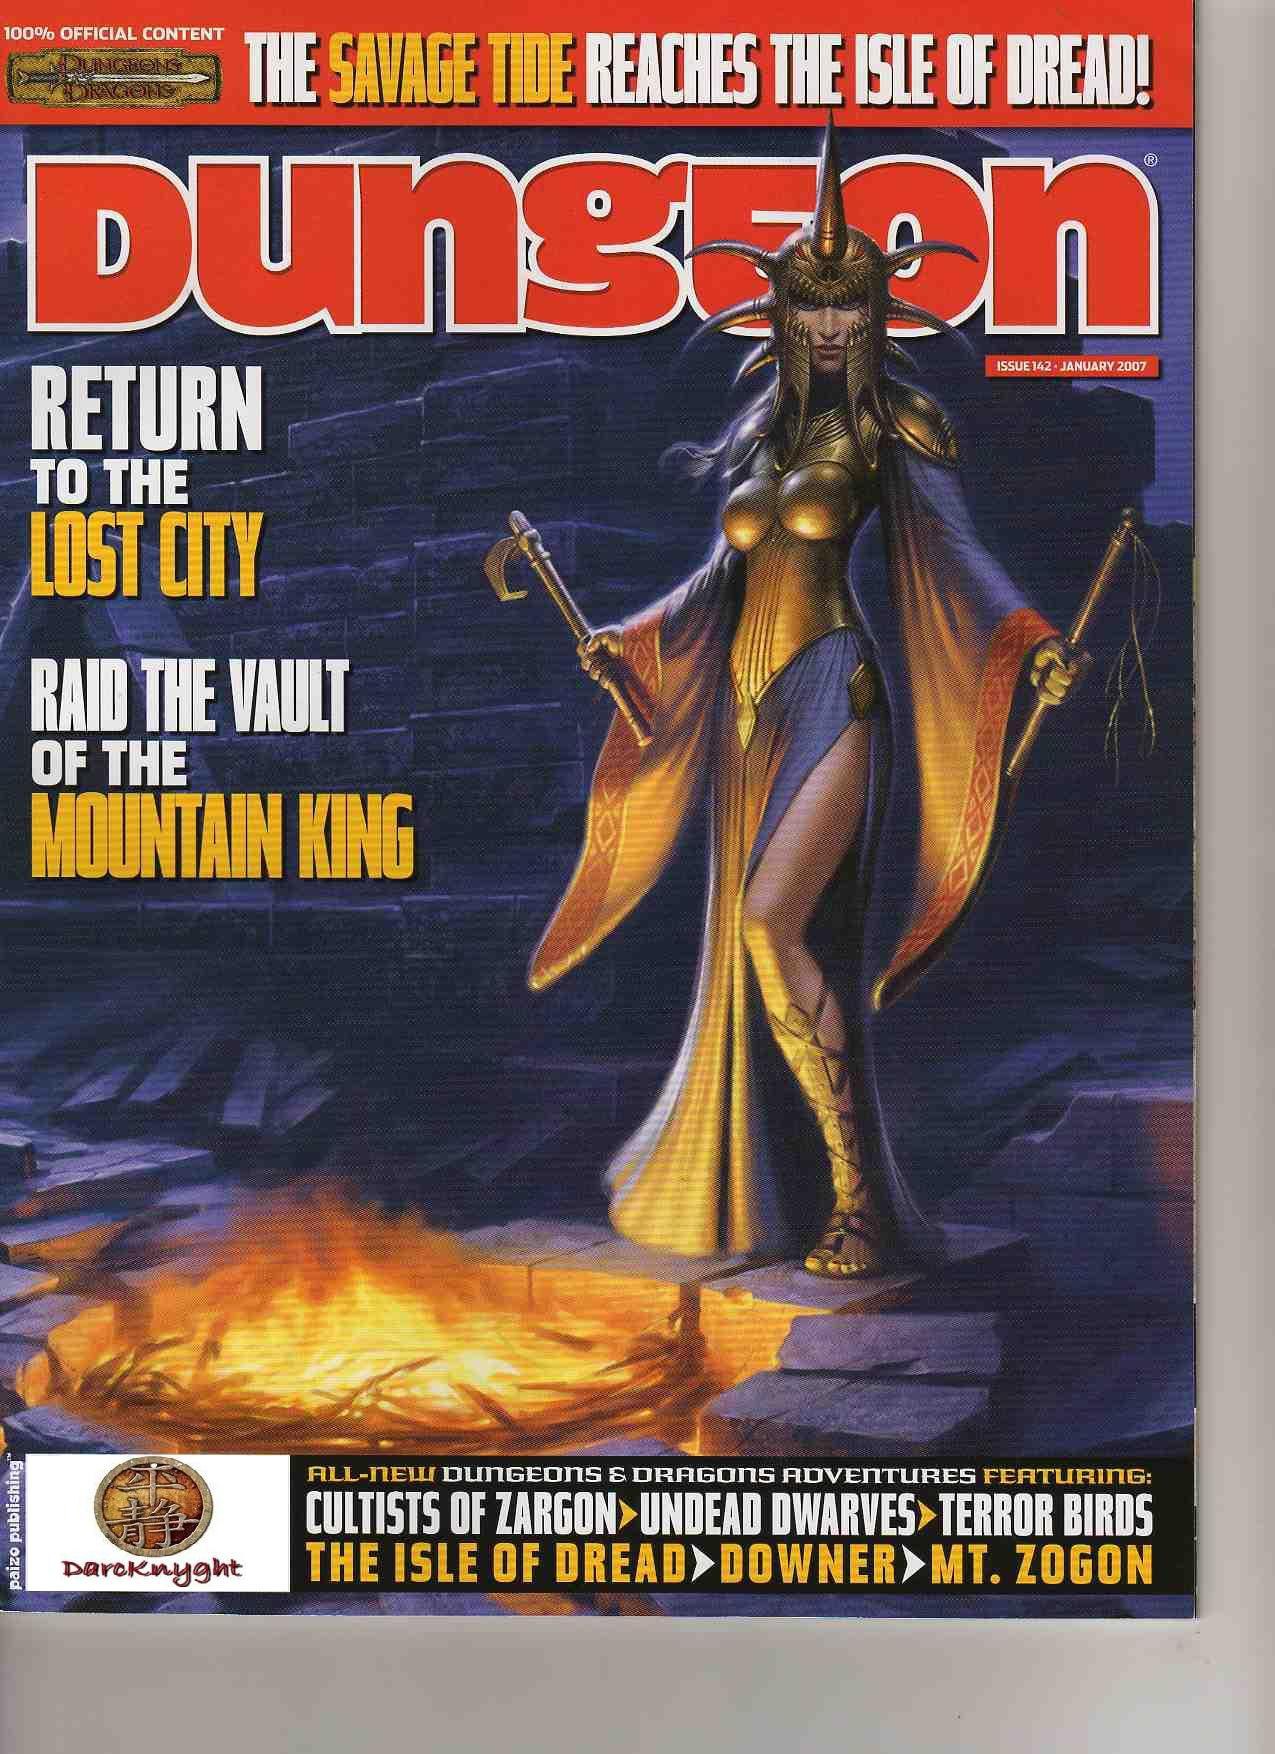 100% OFFICIAL CONTENT
DUNGEONS & DRAGONS
THE SAVAGE TIDE REACHES THE ISLE OF DREAD!
DUNGEON®
ISSUE 142 · JANUARY 2007
RETURN
TO THE
LOST CITY
RAID THE VAULT
OF THE
MOUNTAIN KING
paizo publishing™
平
靜
DarcKnyght
ALL-NEW DUNGEONS & DRAGONS ADVENTURES FEATURING:
CULTISTS OF ZARGON>UNDEAD DWARVES>TERROR BIRDS
THE ISLE OF DREAD>DOWNER>MT. ZOGON